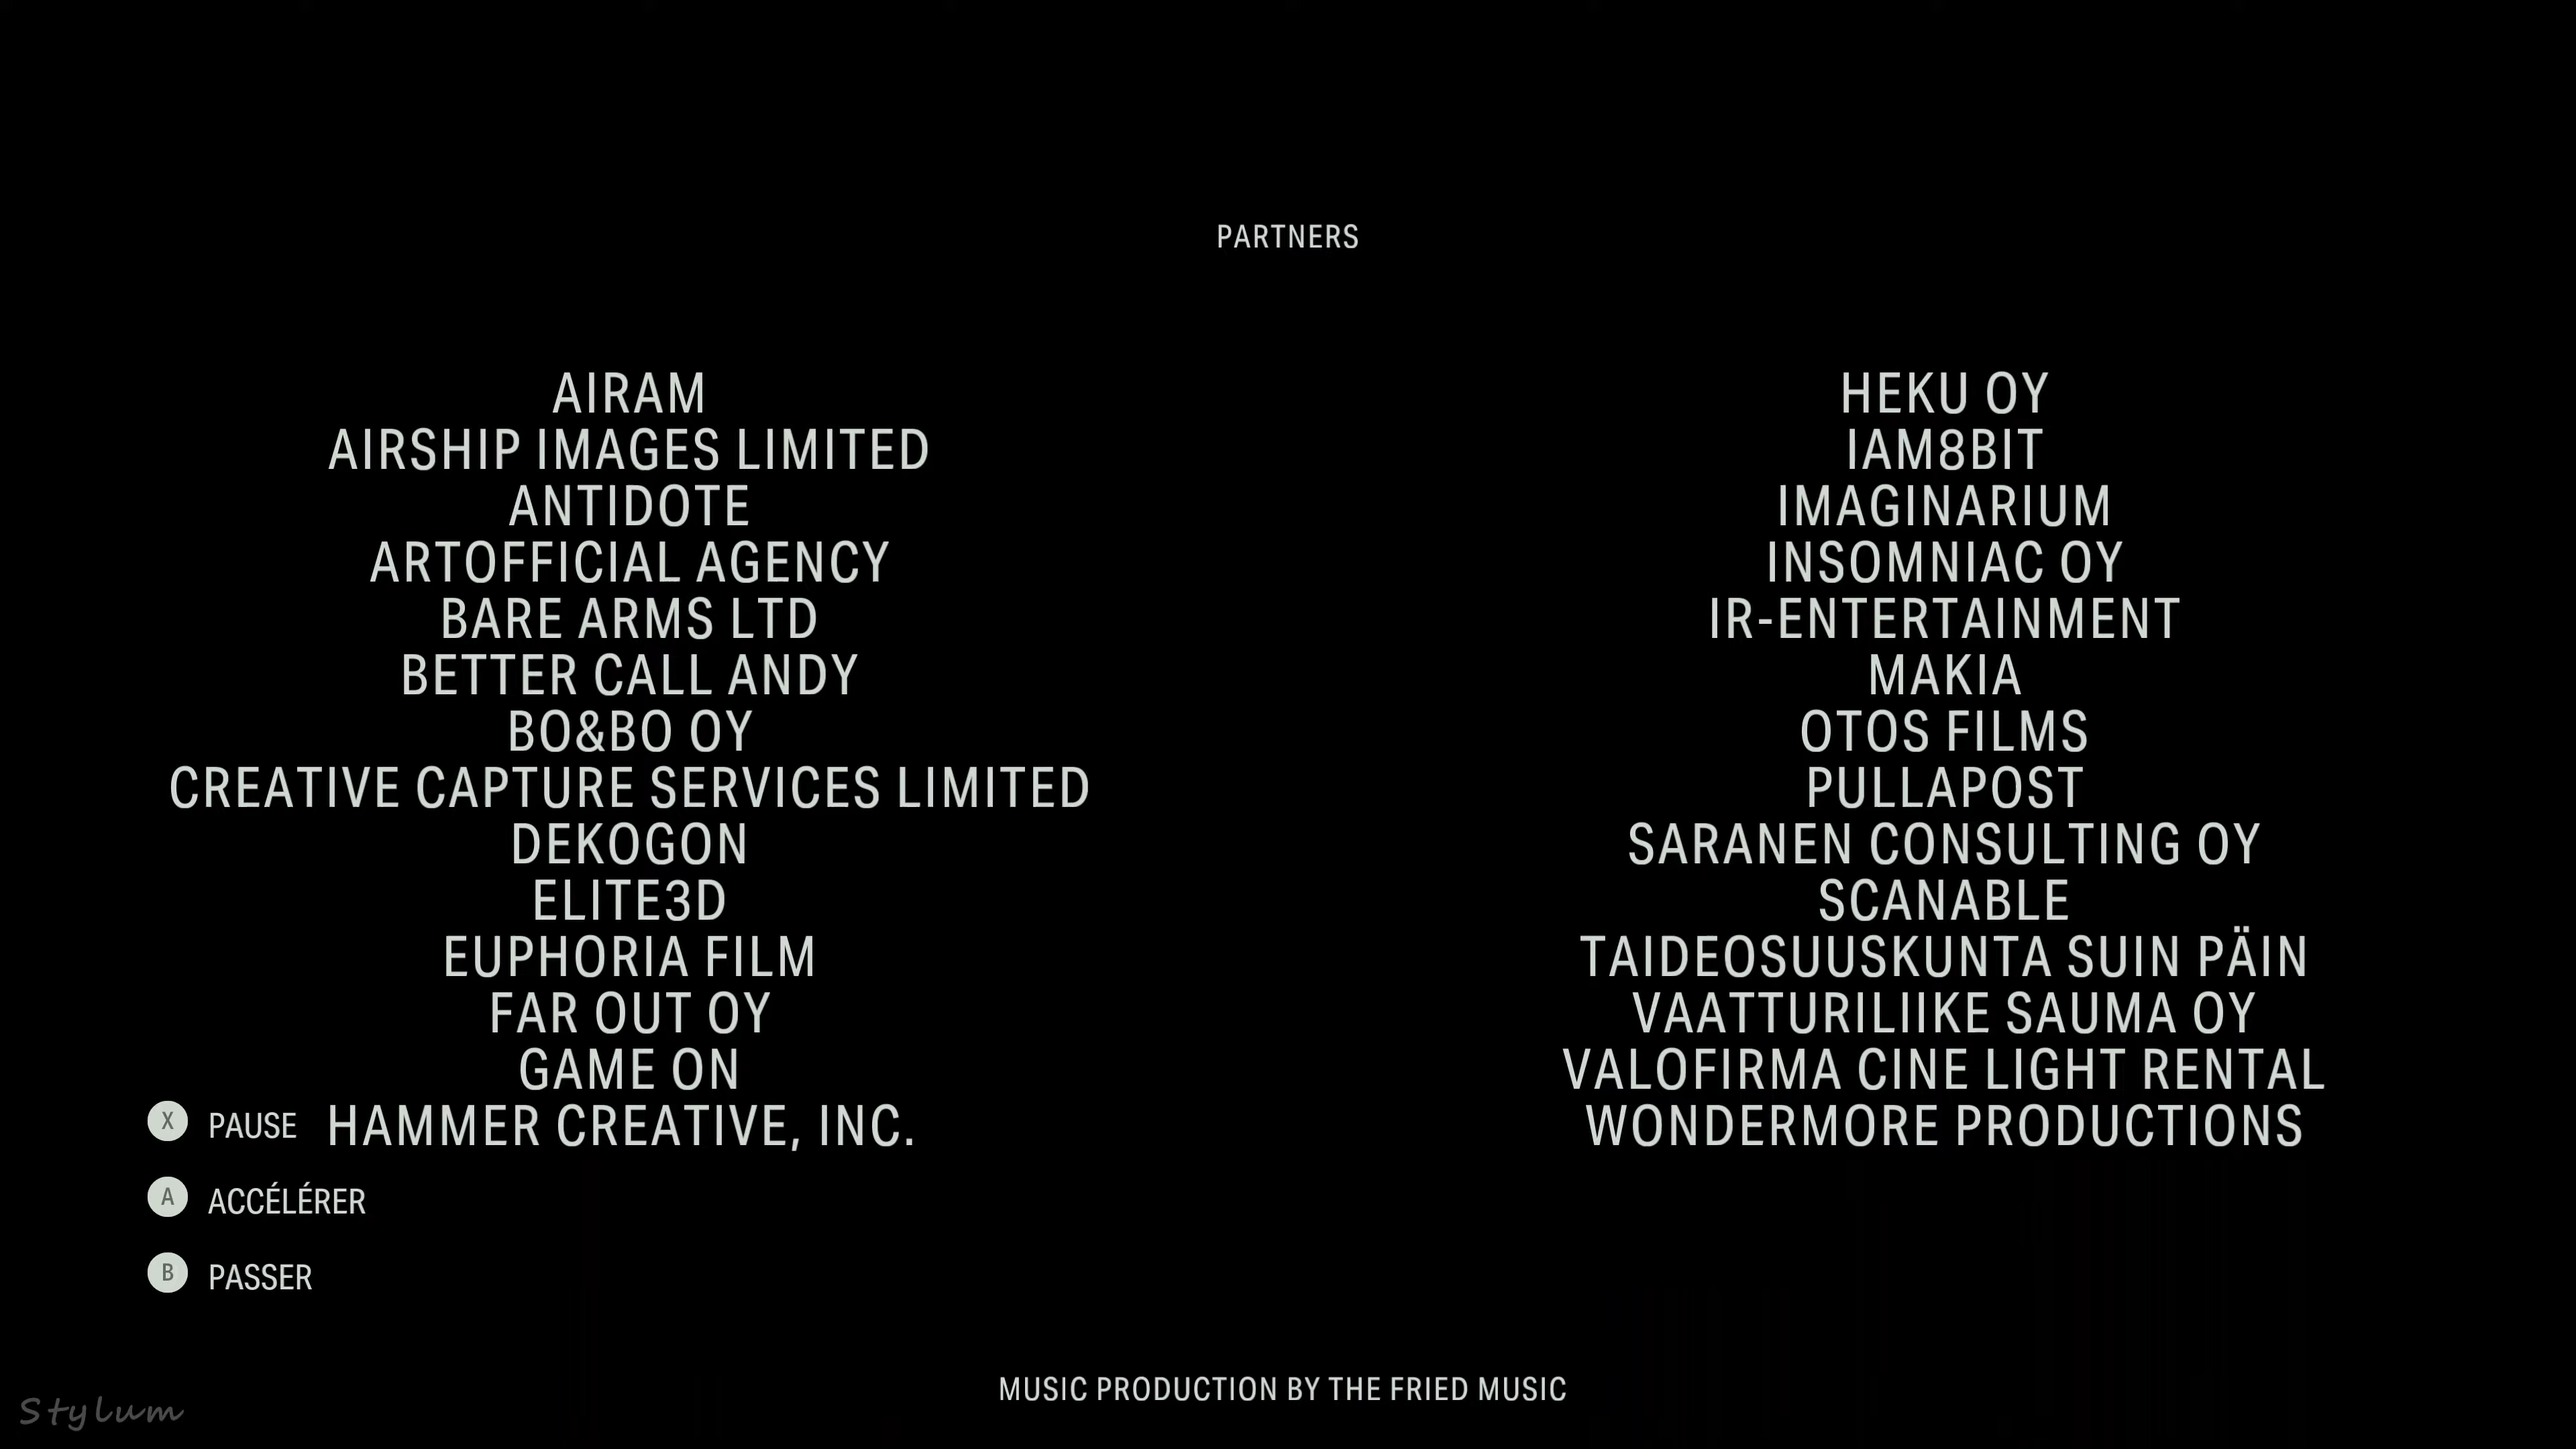 PARTNERS
AIRAM
AIRSHIP IMAGES LIMITED
ANTIDOTE
ARTOFFICIAL AGENCY
BARE ARMS LTD
BETTER CALL ANDY
BO&BO OY
CREATIVE CAPTURE SERVICES LIMITED
DEKOGON
ELITE3D
EUPHORIA FILM
FAR OUT OY
GAME ON
HAMMER CREATIVE, INC.
HEKU OY
IAM8BIT
IMAGINARIUM
INSOMNIAC OY
IR-ENTERTAINMENT
MAKIA
OTOS FILMS
PULLAPOST
SARANEN CONSULTING OY
SCANABLE
TAIDEOSUUSKUNTA SUIN PÄIN
VAATTURILIIKE SAUMA OY
VALOFIRMA CINE LIGHT RENTAL
WONDERMORE PRODUCTIONS
X PAUSE
A ACCÉLÉRER
B PASSER
MUSIC PRODUCTION BY THE FRIED MUSIC
Stylum